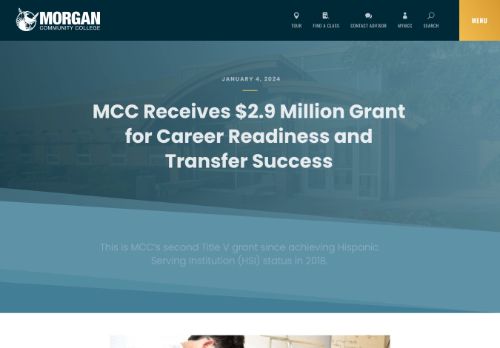 MORGAN
COMMUNITY COLLEGE
TOUR
FIND A CLASS
CONTACT ADVISOR
MYMCC
SEARCH
MENU
JANUARY 4, 2024
MCC Receives $2.9 Million Grant
for Career Readiness and
Transfer Success
This is MCC's second Title V grant since achieving Hispanic
Serving Institution (HSI) status in 2018.